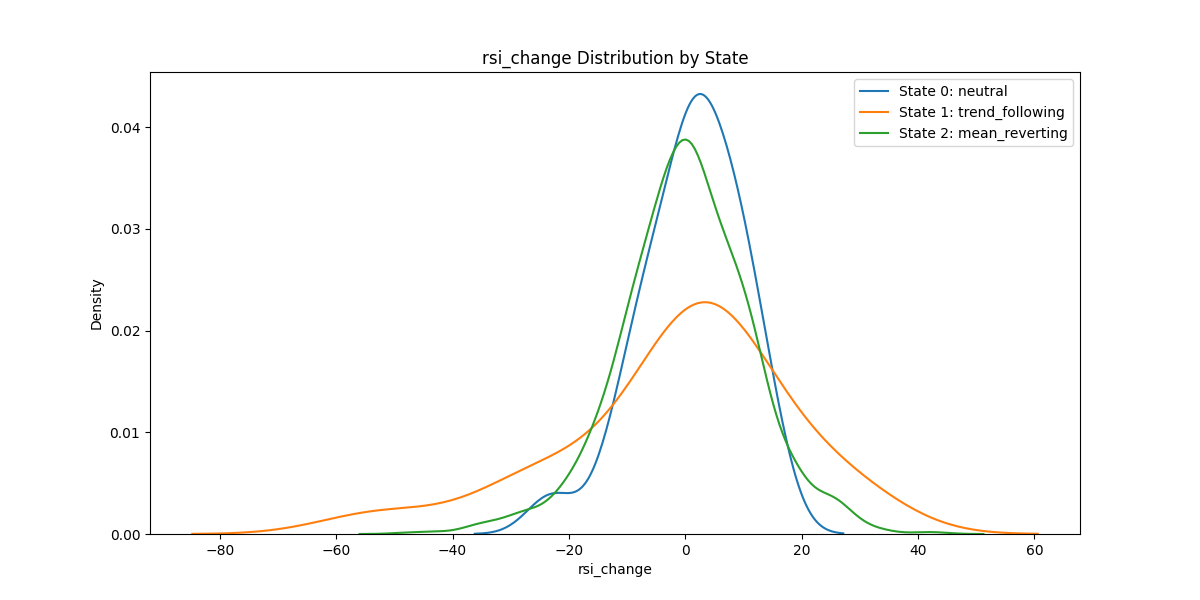 rsi_change Distribution by State
State 0: neutral
State 1: trend_following
State 2: mean_reverting
Density
0.04
0.03
0.02
0.01
0.00
−80
−60
−40
−20
0
20
40
60
rsi_change